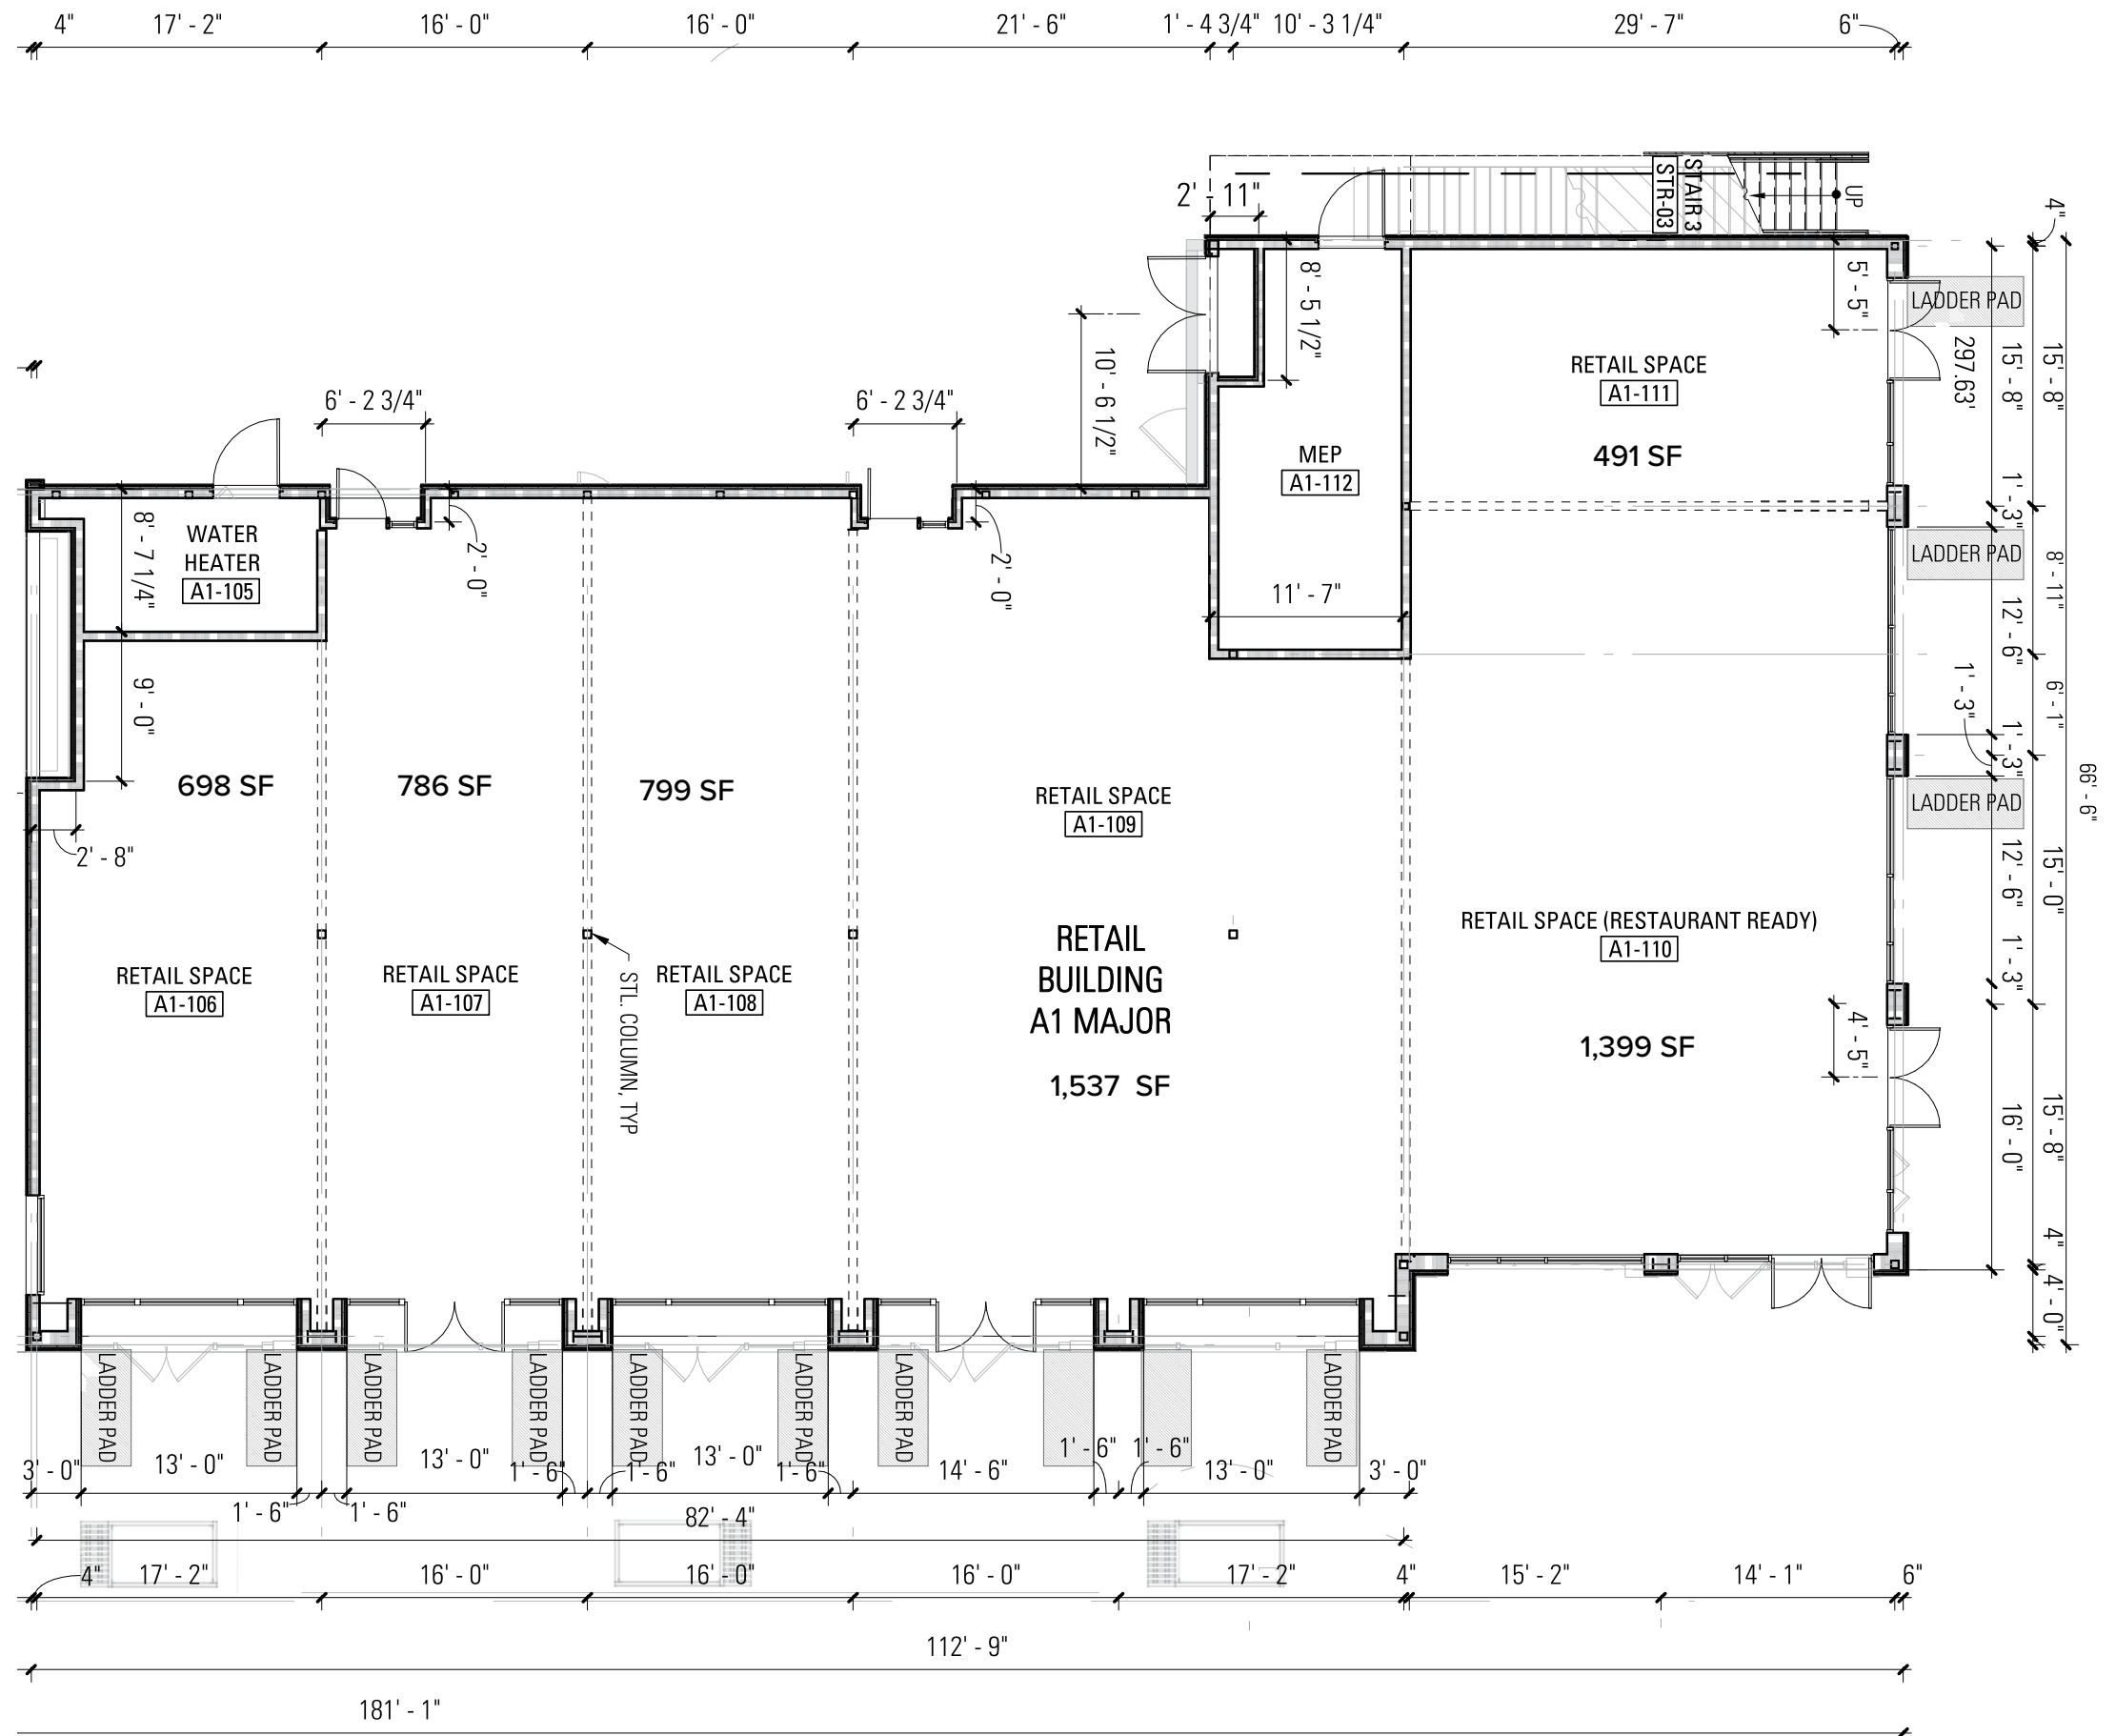 4"
17' - 2"
16' - 0"
16' - 0"
21' - 6"
1' - 4 3/4"
10' - 3 1/4"
29' - 7"
6"
2' - 11"
STAIR 3
STR-03
UP
4"
8' - 5 1/2"
5' - 5"
LADDER PAD
297.63'
15' - 8"
15' - 8"
10' - 6 1/2"
RETAIL SPACE
A1-111
491 SF
6' - 2 3/4"
6' - 2 3/4"
MEP
A1-112
1' - 3"
8' - 7 1/4"
WATER
HEATER
A1-105
2' - 0"
2' - 0"
11' - 7"
LADDER PAD
12' - 6"
8' - 11"
9' - 0"
1' - 3"
1' - 3"
6' - 1"
66' - 6"
698 SF
786 SF
799 SF
RETAIL SPACE
A1-109
LADDER PAD
2' - 8"
12' - 6"
15' - 0"
RETAIL
BUILDING
A1 MAJOR
1,537 SF
RETAIL SPACE (RESTAURANT READY)
A1-110
1,399 SF
1' - 3"
4' - 5"
RETAIL SPACE
A1-106
RETAIL SPACE
A1-107
STL. COLUMN, TYP
RETAIL SPACE
A1-108
16' - 0"
15' - 8"
4"
4' - 0"
LADDER PAD
LADDER PAD
LADDER PAD
LADDER PAD
LADDER PAD
LADDER PAD
LADDER PAD
LADDER PAD
3' - 0"
13' - 0"
1' - 6"
1' - 6"
13' - 0"
1' - 6"
1' - 6"
13' - 0"
1' - 6"
14' - 6"
1' - 6"
1' - 6"
13' - 0"
3' - 0"
82' - 4"
4"
17' - 2"
16' - 0"
16' - 0"
16' - 0"
17' - 2"
4"
15' - 2"
14' - 1"
6"
112' - 9"
181' - 1"